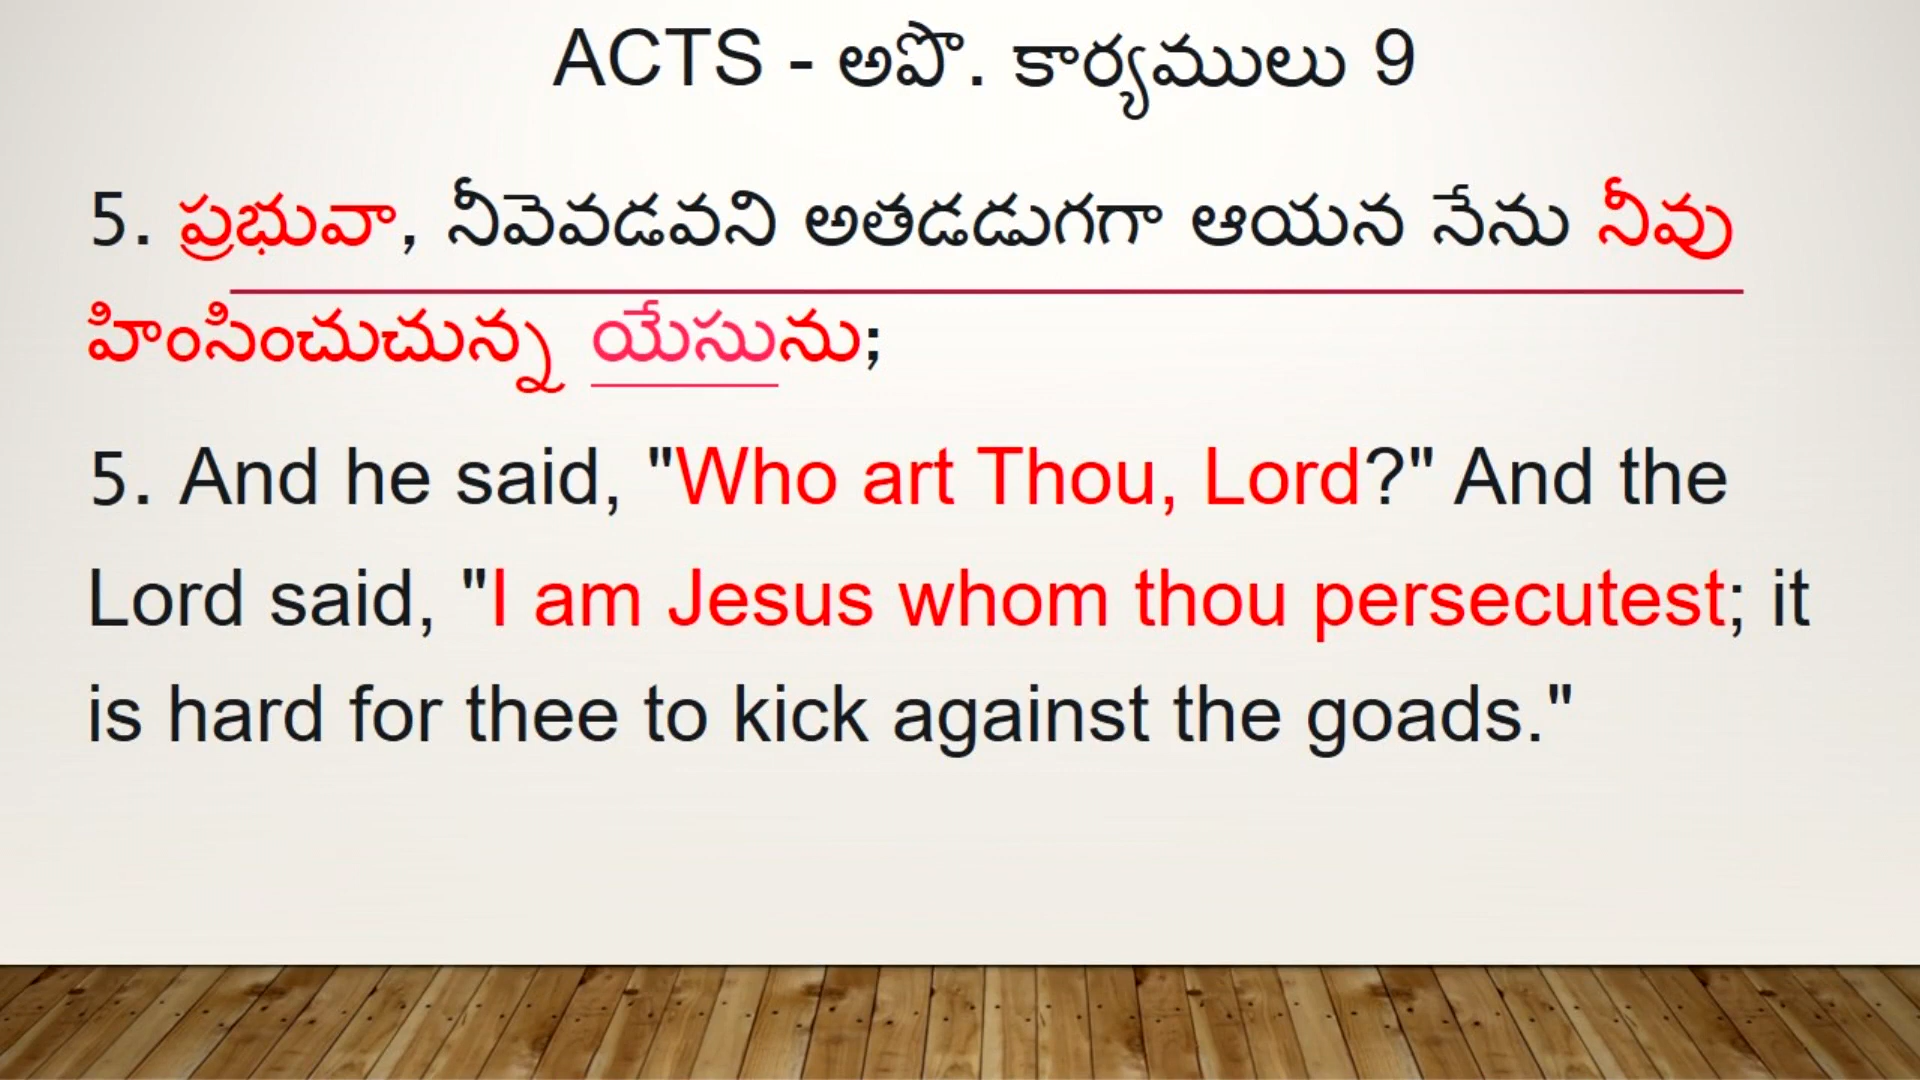 ACTS - అపొ. కార్యములు 9
5. ప్రభువా, నీవెవడవని అతడడుగగా ఆయన నేను నీవు
హింసించుచున్న యేసును;
5. And he said, "Who art Thou, Lord?" And the
Lord said, "I am Jesus whom thou persecutest; it
is hard for thee to kick against the goads."